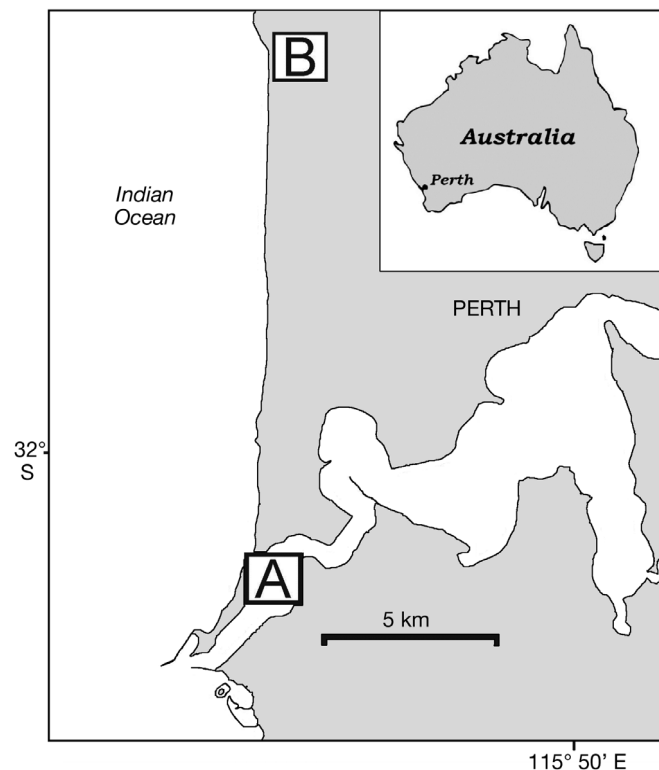 B
Australia
Perth
Indian
Ocean
PERTH
32°
S
A
5 km
115° 50' E